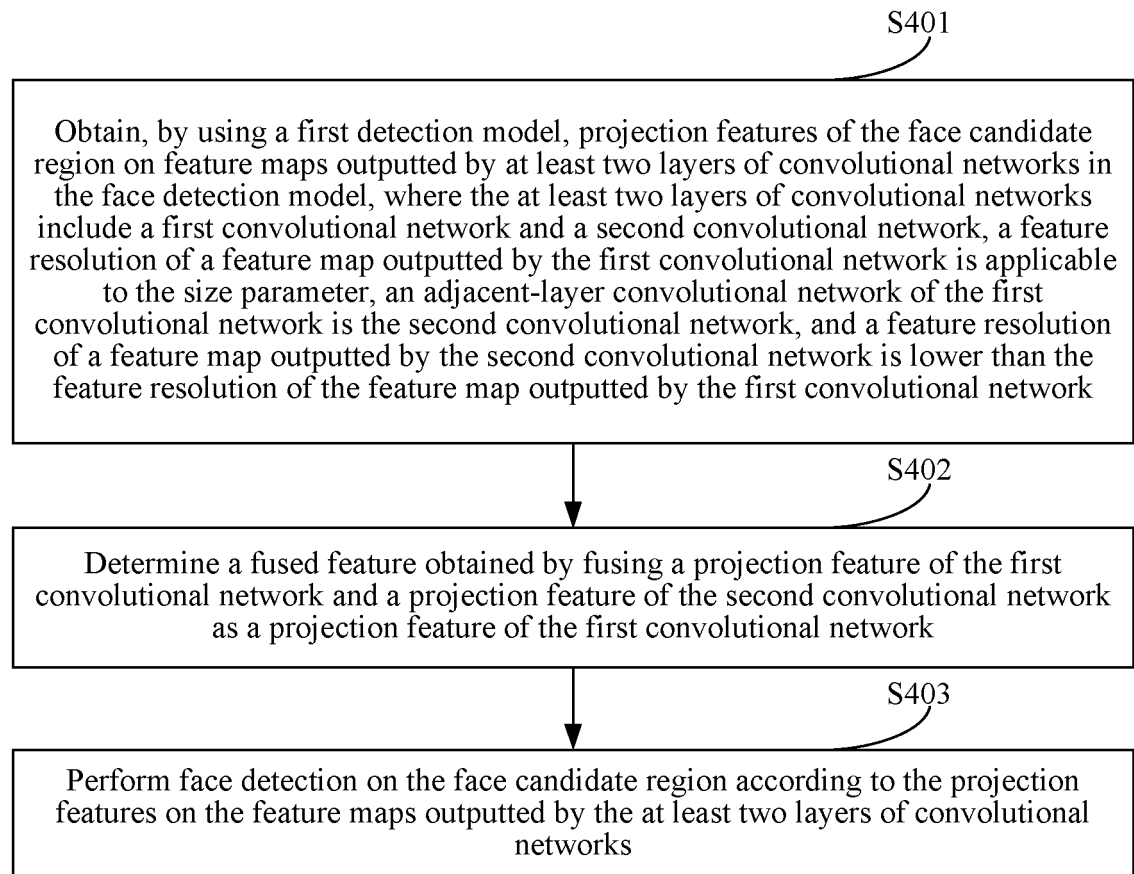 S401
Obtain, by using a first detection model, projection features of the face candidate
region on feature maps outputted by at least two layers of convolutional networks in
the face detection model, where the at least two layers of convolutional networks
include a first convolutional network and a second convolutional network, a feature
resolution of a feature map outputted by the first convolutional network is applicable
to the size parameter, an adjacent-layer convolutional network of the first
convolutional network is the second convolutional network, and a feature resolution
of a feature map outputted by the second convolutional network is lower than the
feature resolution of the feature map outputted by the first convolutional network
S402
Determine a fused feature obtained by fusing a projection feature of the first
convolutional network and a projection feature of the second convolutional network
as a projection feature of the first convolutional network
S403
Perform face detection on the face candidate region according to the projection
features on the feature maps outputted by the at least two layers of convolutional
networks